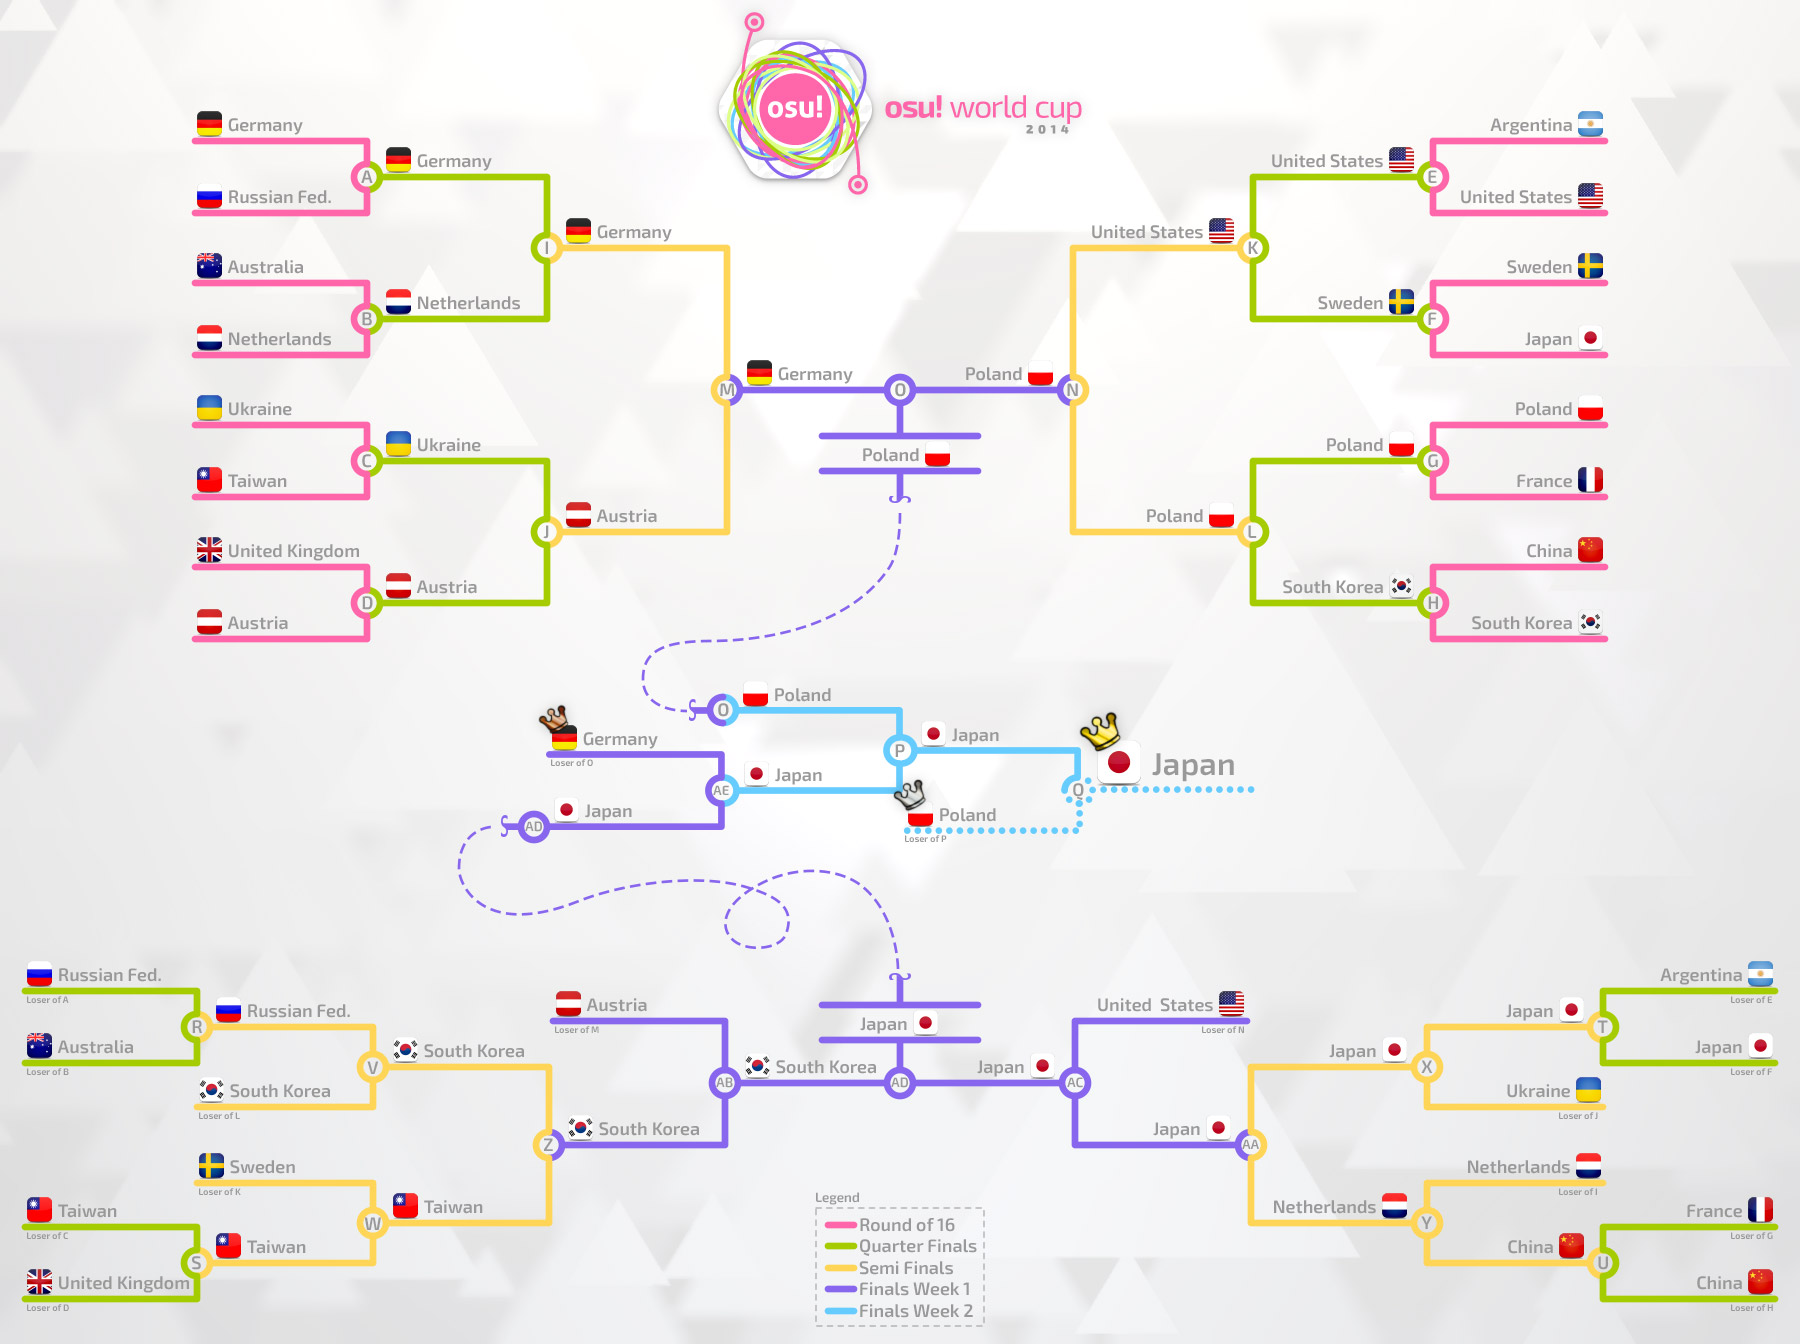 osu!
osu! world cup
2014
Germany
Argentina
A
Germany
United States
E
Russian Fed.
United States
I
Germany
United States
K
Australia
Sweden
B
Netherlands
Sweden
F
Netherlands
Japan
M
Germany
O
Poland
N
Ukraine
Poland
C
Ukraine
Poland
Poland
G
Taiwan
France
J
Austria
Poland
L
United Kingdom
China
D
Austria
South Korea
H
Austria
South Korea
O
Poland
Germany
Loser of O
P
Japan
Japan
AE
Japan
Q
AD
Japan
Poland
Loser of P
Russian Fed.
Loser of A
Austria
Loser of M
United States
Loser of N
Argentina
Loser of E
R
Russian Fed.
Japan
Japan
T
Australia
Loser of B
Japan
Loser of F
V
South Korea
AB
South Korea
AD
Japan
AC
Japan
X
South Korea
Loser of L
Ukraine
Loser of J
Z
South Korea
Japan
AA
Sweden
Loser of K
Netherlands
Loser of I
Taiwan
Loser of C
W
Taiwan
Netherlands
Y
France
Loser of G
S
Taiwan
China
U
United Kingdom
Loser of D
China
Loser of H
Legend
Round of 16
Quarter Finals
Semi Finals
Finals Week 1
Finals Week 2